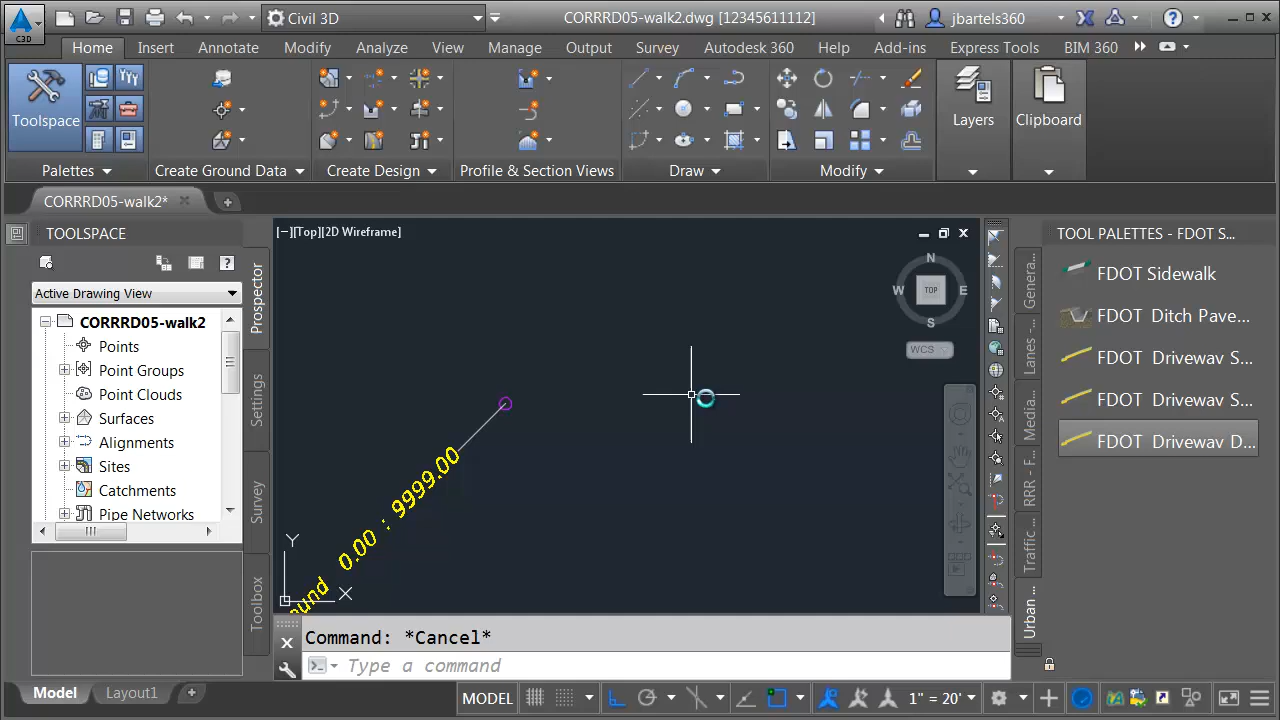 C3D
Civil 3D
CORRRD05-walk2.dwg [12345611112]
jbartels360
Home
Insert
Annotate
Modify
Analyze
View
Manage
Output
Survey
Autodesk 360
Help
Add-ins
Express Tools
BIM 360
Toolspace
Layers
Clipboard
Palettes
Create Ground Data
Create Design
Profile & Section Views
Draw
Modify
CORRRD05-walk2*
TOOLSPACE
Active Drawing View
CORRRD05-walk2
Points
Point Groups
Point Clouds
Surfaces
Alignments
Sites
Catchments
Pipe Networks
Prospector
Settings
Survey
Toolbox
[−][Top][2D Wireframe]
N
W
TOP
E
S
WCS
0.00 : 9999.00
Y
X
Command: *Cancel*
Type a command
TOOL PALETTES - FDOT S...
FDOT Sidewalk
FDOT Ditch Pave...
FDOT Driveway S...
FDOT Driveway S...
FDOT Driveway D...
Genera...
Lanes -...
Media...
RRR - F...
Traffic ...
Urban ...
Model
Layout1
MODEL
1" = 20'